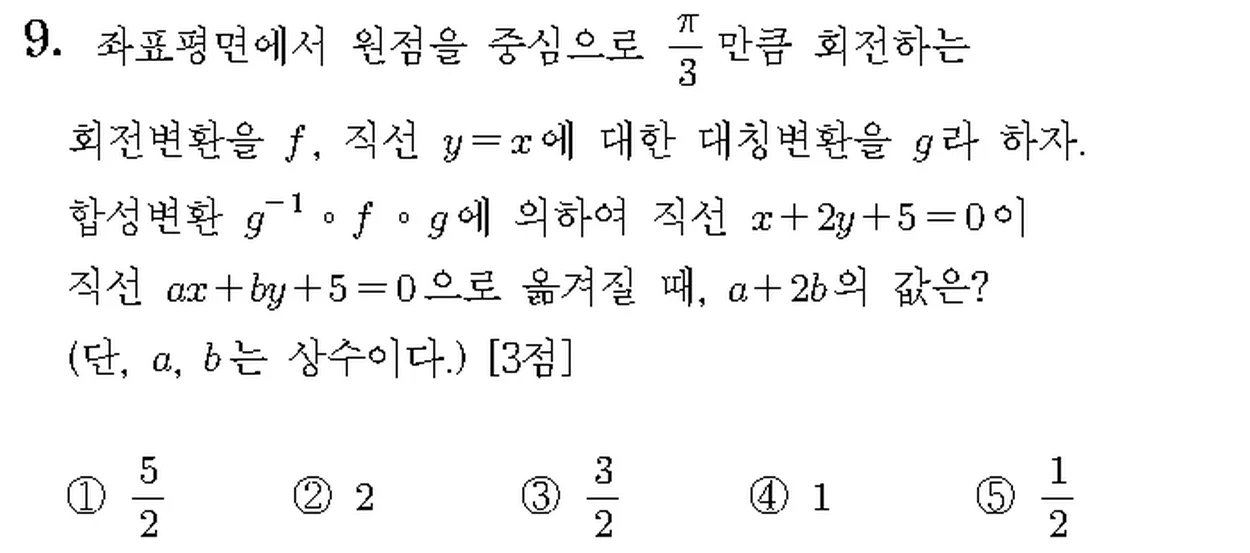 9. 좌표평면에서 원점을 중심으로 π/3 만큼 회전하는
회전변환을 f, 직선 y=x에 대한 대칭변환을 g라 하자.
합성변환 g⁻¹∘f∘g에 의하여 직선 x+2y+5=0이
직선 ax+by+5=0으로 옮겨질 때, a+2b의 값은?
(단, a, b는 상수이다.) [3점]
① 5/2 ② 2 ③ 3/2 ④ 1 ⑤ 1/2